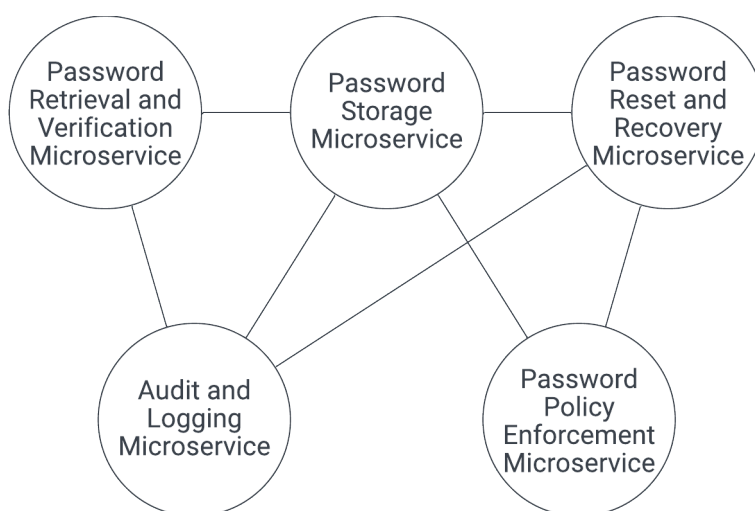 Password
Retrieval and
Verification
Microservice
Password
Storage
Microservice
Password
Reset and
Recovery
Microservice
Audit and
Logging
Microservice
Password
Policy
Enforcement
Microservice